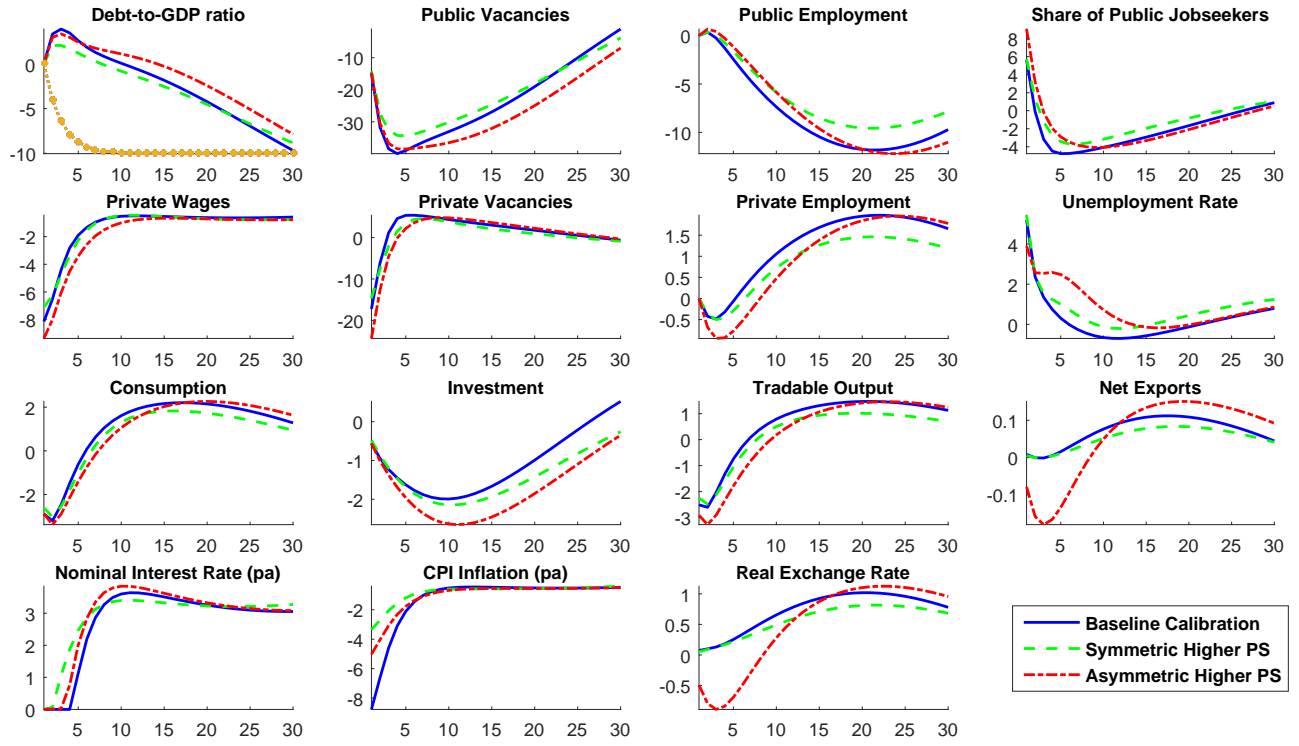 Debt-to-GDP ratio Public Vacancies Public Employment Share of Public Jobseekers
0
-5
-10
5 10 15 20 25 30
-10
-20
-30
5 10 15 20 25 30
0
-5
-10
5 10 15 20 25 30
8
6
4
2
0
-2
-4
5 10 15 20 25 30
Private Wages Private Vacancies Private Employment Unemployment Rate
-2
-4
-6
-8
5 10 15 20 25 30
0
-10
-20
5 10 15 20 25 30
1.5
1
0.5
0
-0.5
5 10 15 20 25 30
4
2
0
5 10 15 20 25 30
Consumption Investment Tradable Output Net Exports
2
1
0
-1
-2
-3
5 10 15 20 25 30
0
-1
-2
5 10 15 20 25 30
1
0
-1
-2
-3
5 10 15 20 25 30
0.1
0
-0.1
5 10 15 20 25 30
Nominal Interest Rate (pa) CPI Inflation (pa) Real Exchange Rate
3
2
1
0
5 10 15 20 25 30
-2
-4
-6
-8
5 10 15 20 25 30
1
0.5
0
-0.5
5 10 15 20 25 30
Baseline Calibration
Symmetric Higher PS
Asymmetric Higher PS